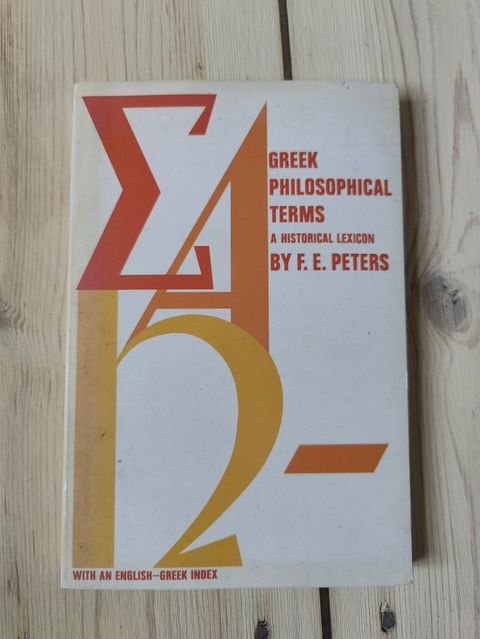 GREEK
PHILOSOPHICAL
TERMS
A HISTORICAL LEXICON
BY F. E. PETERS
WITH AN ENGLISH—GREEK INDEX